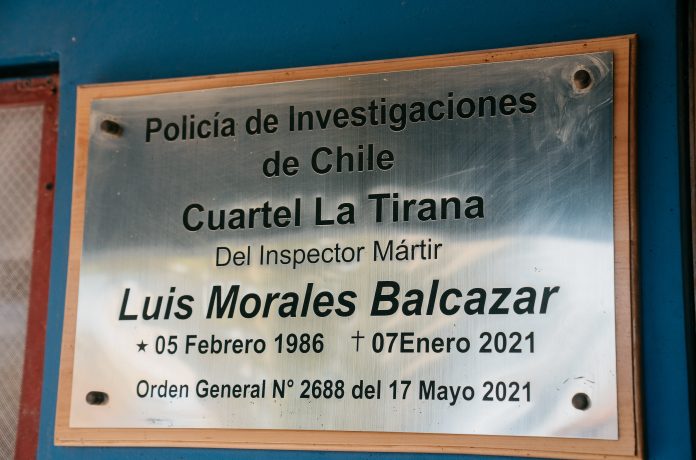 Policía de Investigaciones
de Chile
Cuartel La Tirana
Del Inspector Mártir
Luis Morales Balcazar
★ 05 Febrero 1986 † 07Enero 2021
Orden General N° 2688 del 17 Mayo 2021